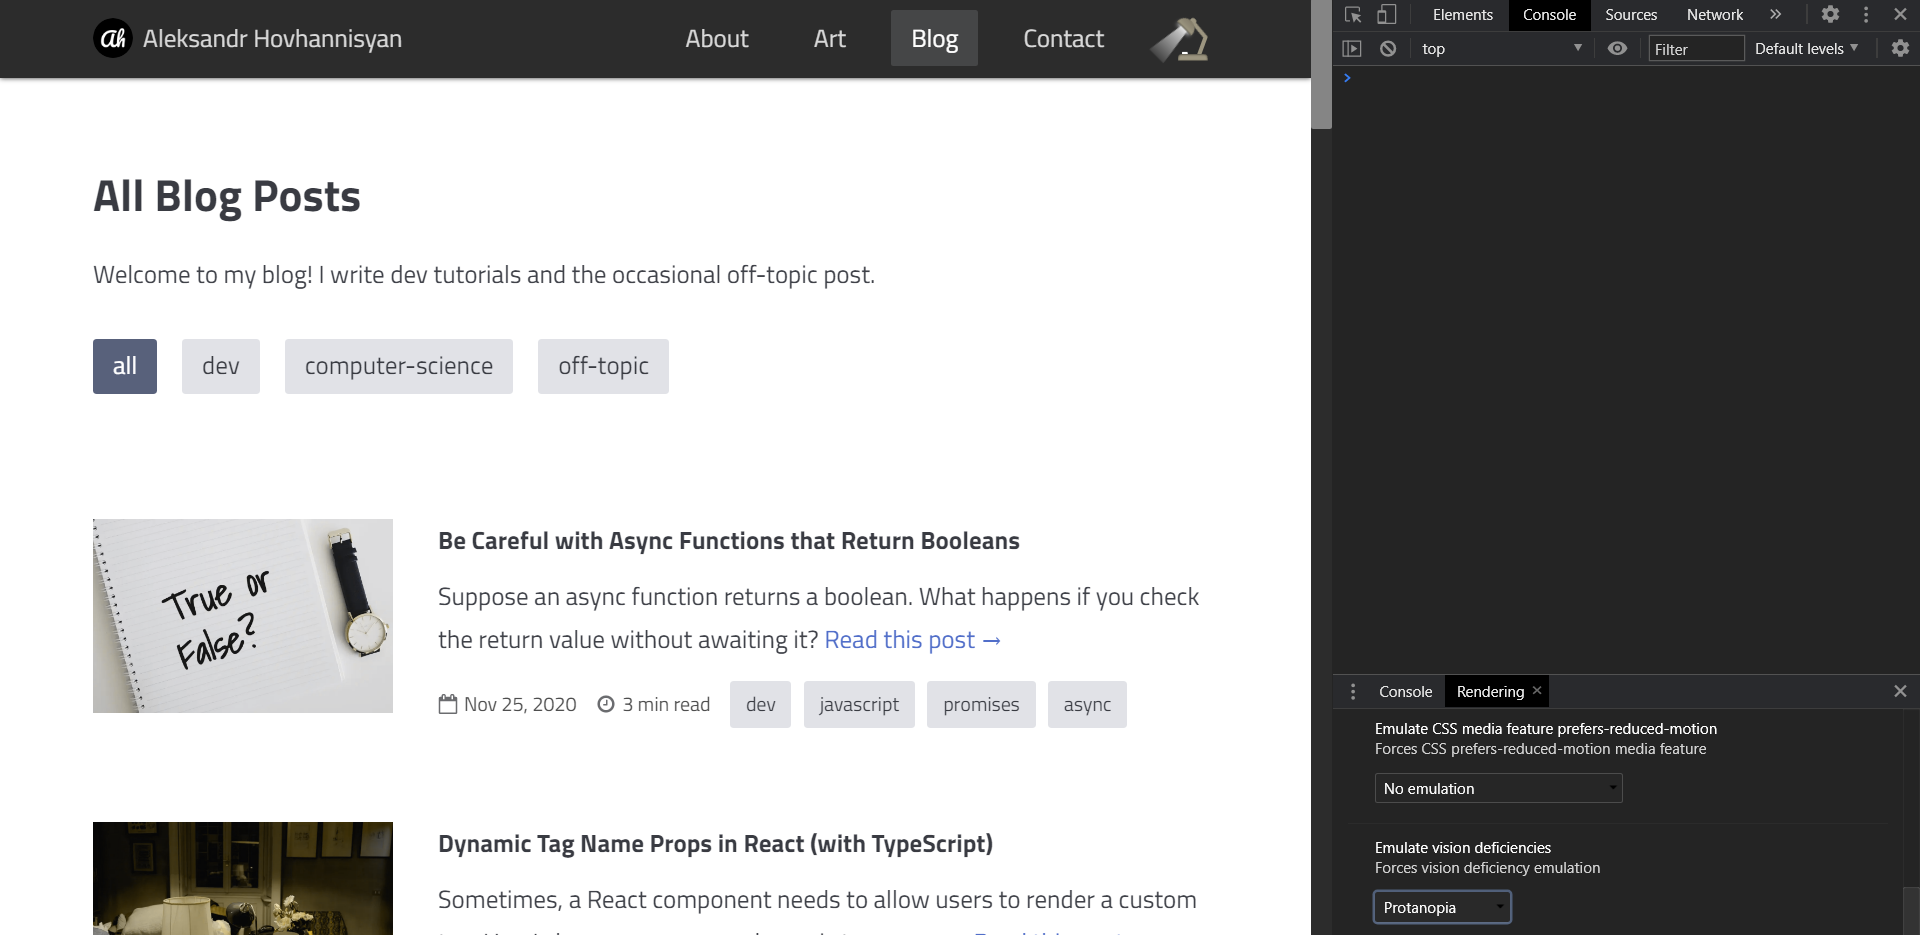 Ah Aleksandr Hovhannisyan About Art Blog Contact
All Blog Posts
Welcome to my blog! I write dev tutorials and the occasional off-topic post.
all dev computer-science off-topic
True or
False?
Be Careful with Async Functions that Return Booleans
Suppose an async function returns a boolean. What happens if you check
the return value without awaiting it? Read this post →
Nov 25, 2020 3 min read dev javascript promises async
Dynamic Tag Name Props in React (with TypeScript)
Sometimes, a React component needs to allow users to render a custom
Elements Console Sources Network »
top Filter Default levels
Console Rendering
Emulate CSS media feature prefers-reduced-motion
Forces CSS prefers-reduced-motion media feature
No emulation
Emulate vision deficiencies
Forces vision deficiency emulation
Protanopia